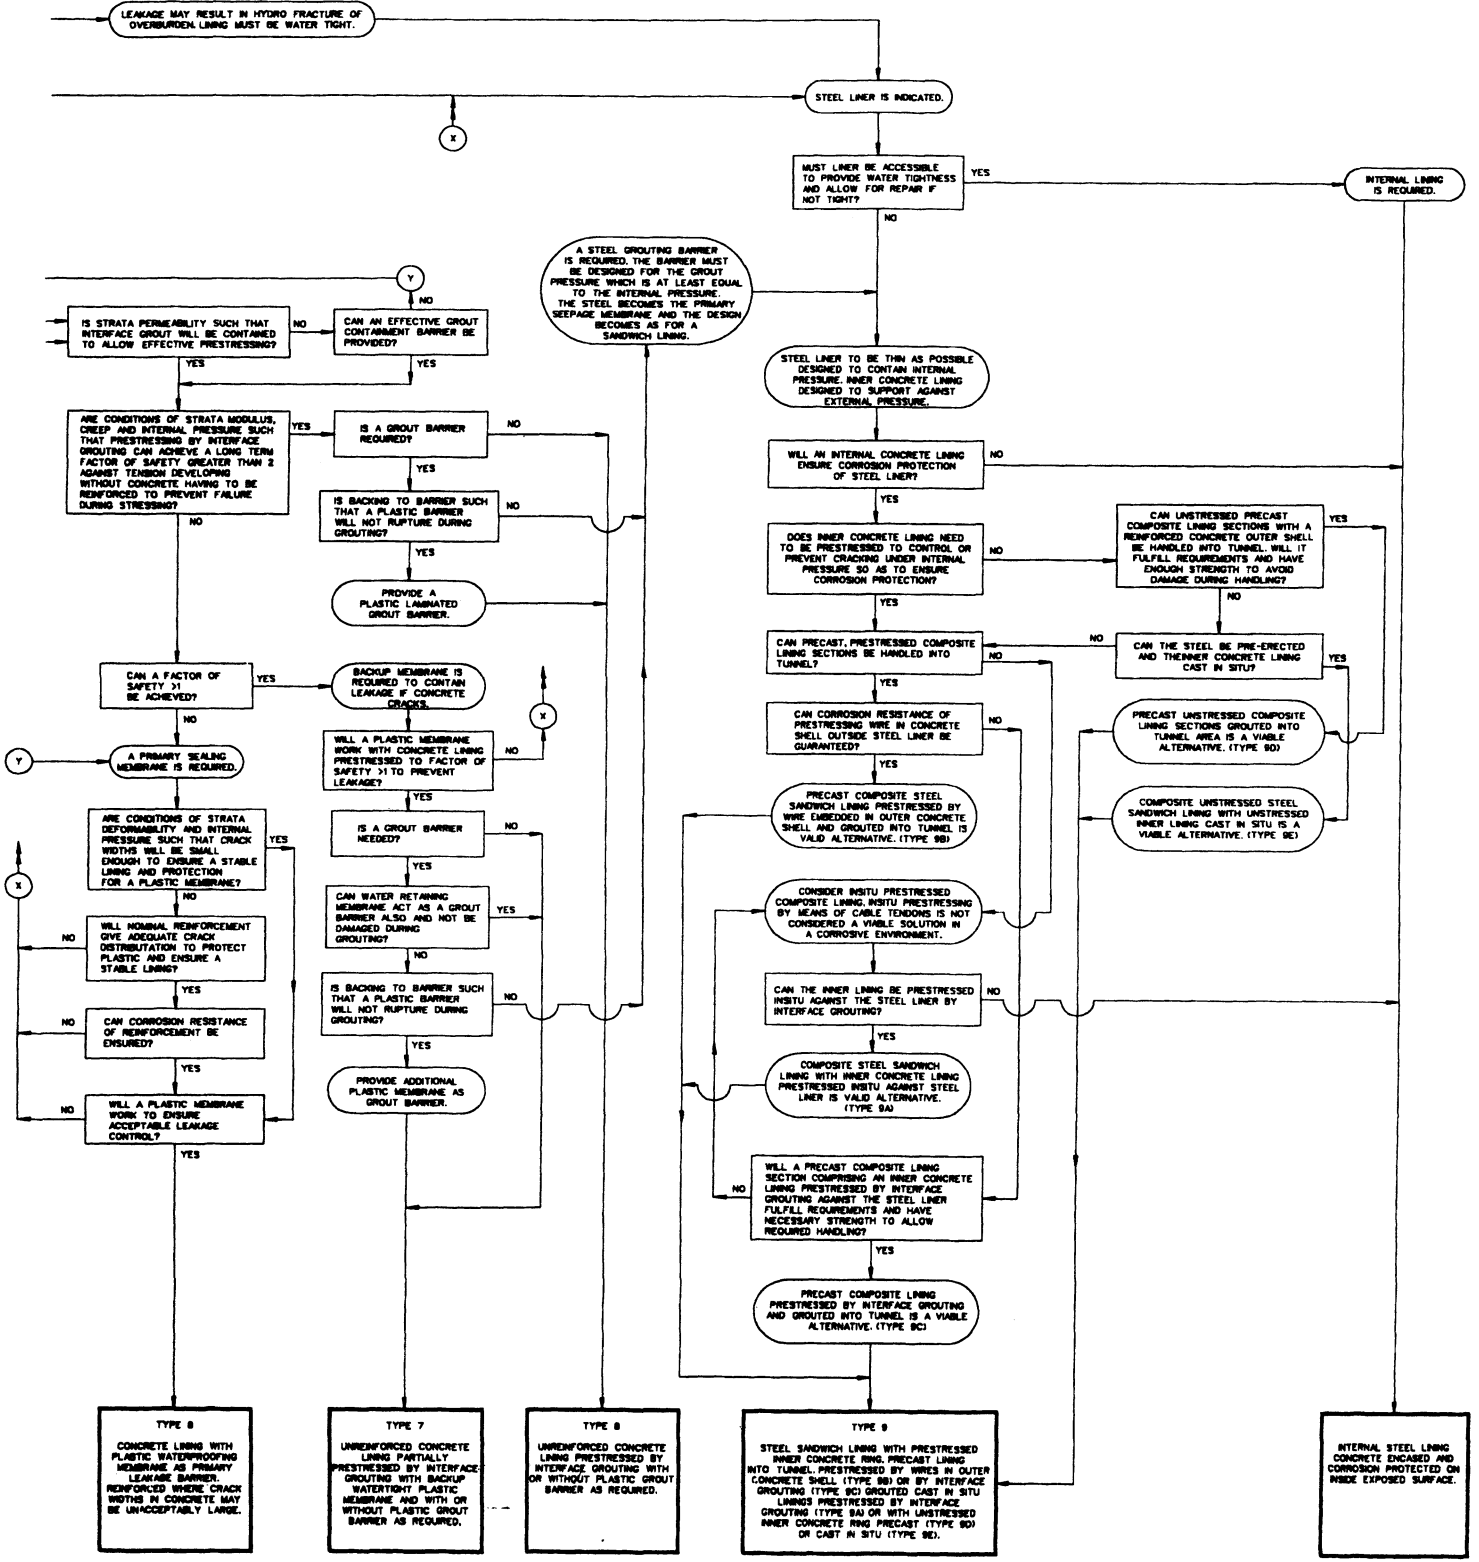 LEAKAGE MAY RESULT IN HYDRO FRACTURE OF
OVERBURDEN. LINING MUST BE WATER TIGHT.
STEEL LINER IS INDICATED.
X
MUST LINER BE ACCESSIBLE
TO PROVIDE WATER TIGHTNESS
AND ALLOW FOR REPAIR IF
NOT TIGHT?
YES
NO
INTERNAL LINING
IS REQUIRED.
A STEEL GROUTING BARRIER
IS REQUIRED. THE BARRIER MUST
BE DESIGNED FOR THE GROUT
PRESSURE WHICH IS AT LEAST EQUAL
TO THE INTERNAL PRESSURE.
THE STEEL BECOMES THE PRIMARY
SEEPAGE MEMBRANE AND THE DESIGN
BECOMES AS FOR A
SANDWICH LINING.
Y
NO
IS STRATA PERMEABILITY SUCH THAT
INTERFACE GROUT WILL BE CONTAINED
TO ALLOW EFFECTIVE PRESTRESSING?
NO
YES
CAN AN EFFECTIVE GROUT
CONTAINMENT BARRIER BE
PROVIDED?
YES
STEEL LINER TO BE THIN AS POSSIBLE
DESIGNED TO CONTAIN INTERNAL
PRESSURE. INNER CONCRETE LINING
DESIGNED TO SUPPORT AGAINST
EXTERNAL PRESSURE.
ARE CONDITIONS OF STRATA MODULUS,
CREEP AND INTERNAL PRESSURE SUCH
THAT PRESTRESSING BY INTERFACE
GROUTING CAN ACHIEVE A LONG TERM
FACTOR OF SAFETY GREATER THAN 2
AGAINST TENSION DEVELOPING
WITHOUT CONCRETE HAVING TO BE
REINFORCED TO PREVENT FAILURE
DURING STRESSING?
YES
NO
IS A GROUT BARRIER
REQUIRED?
NO
YES
IS BACKING TO BARRIER SUCH
THAT A PLASTIC BARRIER
WILL NOT RUPTURE DURING
GROUTING?
NO
YES
PROVIDE A
PLASTIC LAMINATED
GROUT BARRIER.
WILL AN INTERNAL CONCRETE LINING
ENSURE CORROSION PROTECTION
OF STEEL LINER?
NO
YES
DOES INNER CONCRETE LINING NEED
TO BE PRESTRESSED TO CONTROL OR
PREVENT CRACKING UNDER INTERNAL
PRESSURE SO AS TO ENSURE
CORROSION PROTECTION?
NO
YES
CAN UNSTRESSED PRECAST
COMPOSITE LINING SECTIONS WITH A
REINFORCED CONCRETE OUTER SHELL
BE HANDLED INTO TUNNEL. WILL IT
FULFILL REQUIREMENTS AND HAVE
ENOUGH STRENGTH TO AVOID
DAMAGE DURING HANDLING?
YES
NO
CAN PRECAST, PRESTRESSED COMPOSITE
LINING SECTIONS BE HANDLED INTO
TUNNEL?
NO
YES
NO
CAN THE STEEL BE PRE-ERECTED
AND THEINNER CONCRETE LINING
CAST IN SITU?
YES
CAN A FACTOR OF
SAFETY >1
BE ACHIEVED?
YES
NO
BACKUP MEMBRANE IS
REQUIRED TO CONTAIN
LEAKAGE IF CONCRETE
CRACKS.
X
CAN CORROSION RESISTANCE OF
PRESTRESSING WIRE IN CONCRETE
SHELL OUTSIDE STEEL LINER BE
GUARANTEED?
NO
YES
PRECAST UNSTRESSED COMPOSITE
LINING SECTIONS GROUTED INTO
TUNNEL AREA IS A VIABLE
ALTERNATIVE. (TYPE 9D)
Y
A PRIMARY SEALING
MEMBRANE IS REQUIRED.
WILL A PLASTIC MEMBRANE
WORK WITH CONCRETE LINING
PRESTRESSED TO FACTOR OF
SAFETY >1 TO PREVENT
LEAKAGE?
NO
YES
PRECAST COMPOSITE STEEL
SANDWICH LINING PRESTRESSED BY
WIRE EMBEDDED IN OUTER CONCRETE
SHELL AND GROUTED INTO TUNNEL IS
VALID ALTERNATIVE. (TYPE 9B)
COMPOSITE UNSTRESSED STEEL
SANDWICH LINING WITH UNSTRESSED
INNER LINING CAST IN SITU IS A
VIABLE ALTERNATIVE. (TYPE 9E)
ARE CONDITIONS OF STRATA
DEFORMABILITY AND INTERNAL
PRESSURE SUCH THAT CRACK
WIDTHS WILL BE SMALL
ENOUGH TO ENSURE A STABLE
LINING AND PROTECTION
FOR A PLASTIC MEMBRANE?
YES
NO
IS A GROUT BARRIER
NEEDED?
NO
YES
X
CAN WATER RETAINING
MEMBRANE ACT AS A GROUT
BARRIER ALSO AND NOT BE
DAMAGED DURING
GROUTING?
YES
NO
CONSIDER INSITU PRESTRESSED
COMPOSITE LINING. INSITU PRESTRESSING
BY MEANS OF CABLE TENDONS IS NOT
CONSIDERED A VIABLE SOLUTION IN
A CORROSIVE ENVIRONMENT.
NO
WILL NOMINAL REINFORCEMENT
GIVE ADEQUATE CRACK
DISTRIBUTATION TO PROTECT
PLASTIC AND ENSURE A
STABLE LINING?
YES
IS BACKING TO BARRIER SUCH
THAT A PLASTIC BARRIER
WILL NOT RUPTURE DURING
GROUTING?
NO
YES
CAN THE INNER LINING BE PRESTRESSED
INSITU AGAINST THE STEEL LINER BY
INTERFACE GROUTING?
NO
YES
NO
CAN CORROSION RESISTANCE
OF REINFORCEMENT BE
ENSURED?
YES
PROVIDE ADDITIONAL
PLASTIC MEMBRANE AS
GROUT BARRIER.
COMPOSITE STEEL SANDWICH
LINING WITH INNER CONCRETE LINING
PRESTRESSED INSITU AGAINST STEEL
LINER IS VALID ALTERNATIVE.
(TYPE 9A)
NO
WILL A PLASTIC MEMBRANE
WORK TO ENSURE
ACCEPTABLE LEAKAGE
CONTROL?
YES
NO
WILL A PRECAST COMPOSITE LINING
SECTION COMPRISING AN INNER CONCRETE
LINING PRESTRESSED BY INTERFACE
GROUTING AGAINST THE STEEL LINER
FULFILL REQUIREMENTS AND HAVE
NECESSARY STRENGTH TO ALLOW
REQUIRED HANDLING?
YES
PRECAST COMPOSITE LINING
PRESTRESSED BY INTERFACE GROUTING
AND GROUTED INTO TUNNEL IS A VIABLE
ALTERNATIVE. (TYPE 9C)
TYPE 6
CONCRETE LINING WITH
PLASTIC WATERPROOFING
MEMBRANE AS PRIMARY
LEAKAGE BARRIER.
REINFORCED WHERE CRACK
WIDTHS IN CONCRETE MAY
BE UNACCEPTABLY LARGE.
TYPE 7
UNREINFORCED CONCRETE
LINING PARTIALLY
PRESTRESSED BY INTERFACE
GROUTING WITH BACKUP
WATERTIGHT PLASTIC
MEMBRANE AND WITH OR
WITHOUT PLASTIC GROUT
BARRIER AS REQUIRED.
TYPE 8
UNREINFORCED CONCRETE
LINING PRESTRESSED BY
INTERFACE GROUTING WITH
OR WITHOUT PLASTIC GROUT
BARRIER AS REQUIRED.
TYPE 9
STEEL SANDWICH LINING WITH PRESTRESSED
INNER CONCRETE RING. PRECAST LINING
INTO TUNNEL. PRESTRESSED BY WIRES IN OUTER
CONCRETE SHELL (TYPE 9B) OR BY INTERFACE
GROUTING (TYPE 9C) GROUTED CAST IN SITU
LININGS PRESTRESSED BY INTERFACE
GROUTING (TYPE 9A) OR WITH UNSTRESSED
INNER CONCRETE RING PRECAST (TYPE 9D)
OR CAST IN SITU (TYPE 9E).
INTERNAL STEEL LINING
CONCRETE ENCASED AND
CORROSION PROTECTED ON
INSIDE EXPOSED SURFACE.